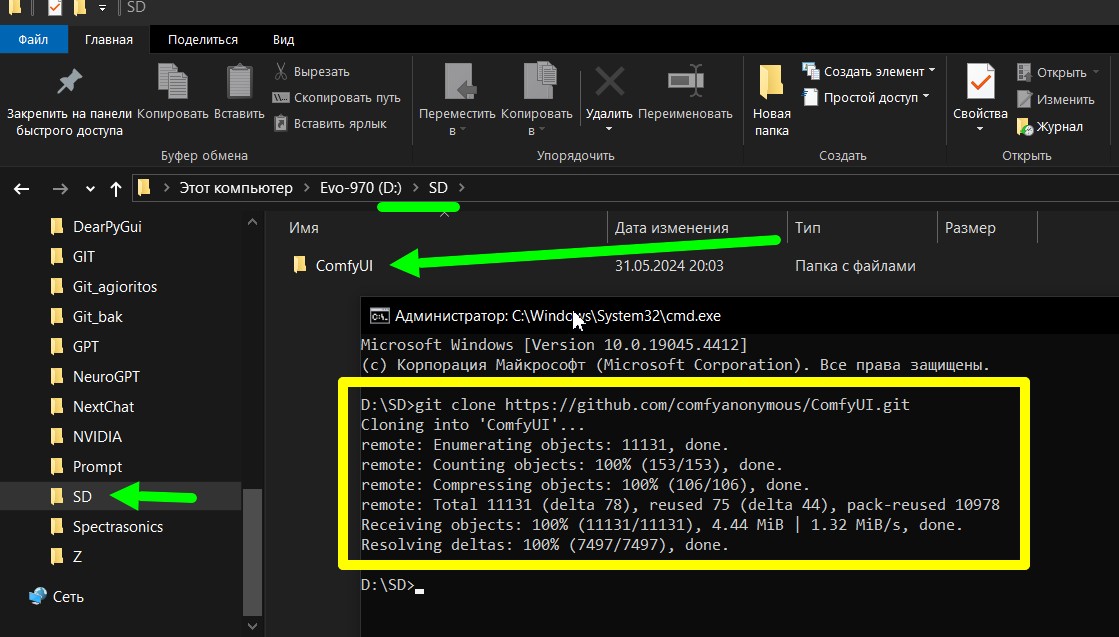 SD
Файл Главная Поделиться Вид
Закрепить на панели быстрого доступа
Копировать
Вставить
Вырезать
Скопировать путь
Вставить ярлык
Буфер обмена
Переместить в
Копировать в
Удалить
Переименовать
Упорядочить
Новая папка
Создать элемент
Простой доступ
Создать
Свойства
Открыть
Изменить
Журнал
Открыть
Этот компьютер > Evo-970 (D:) > SD >
DearPyGui
GIT
Git_agioritos
Git_bak
GPT
NeuroGPT
NextChat
NVIDIA
Prompt
SD
Spectrasonics
Z
Сеть
Имя Дата изменения Тип Размер
ComfyUI 31.05.2024 20:03 Папка с файлами
Администратор: C:\Windows\System32\cmd.exe
Microsoft Windows [Version 10.0.19045.4412]
(c) Корпорация Майкрософт (Microsoft Corporation). Все права защищены.
D:\SD>git clone https://github.com/comfyanonymous/ComfyUI.git
Cloning into 'ComfyUI'...
remote: Enumerating objects: 11131, done.
remote: Counting objects: 100% (153/153), done.
remote: Compressing objects: 100% (106/106), done.
remote: Total 11131 (delta 78), reused 75 (delta 44), pack-reused 10978
Receiving objects: 100% (11131/11131), 4.44 MiB | 1.32 MiB/s, done.
Resolving deltas: 100% (7497/7497), done.
D:\SD>